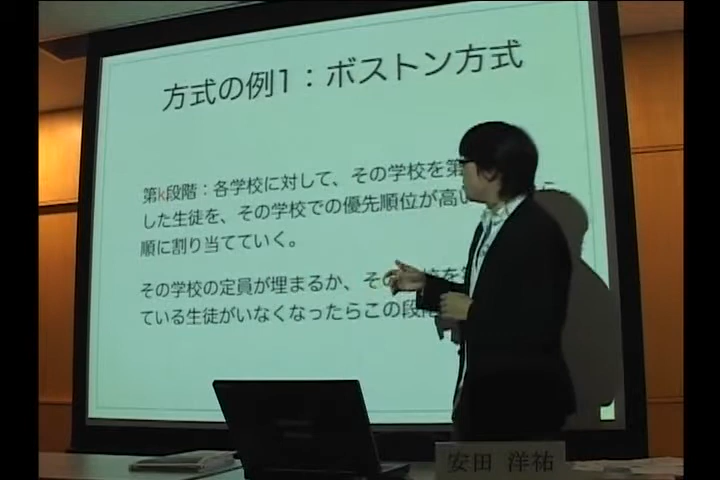 方式の例1：ボストン方式
第k段階：各学校に対して、その学校を第
した生徒を、その学校での優先順位が高い
順に割り当てていく。
その学校の定員が埋まるか、その
ている生徒がいなくなったらこの段
安田 洋祐